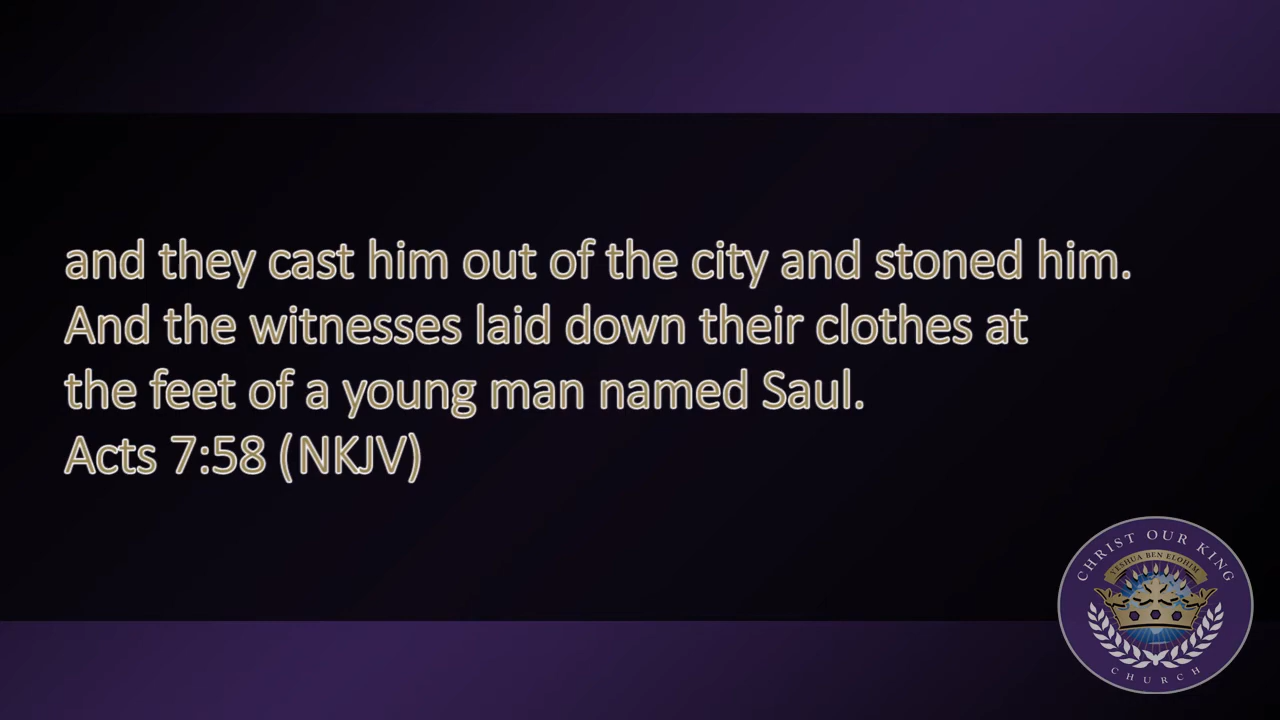 and they cast him out of the city and stoned him.
And the witnesses laid down their clothes at
the feet of a young man named Saul.
Acts 7:58 (NKJV)
CHRIST OUR KING
YESHUA BEN ELOHIM
CHURCH